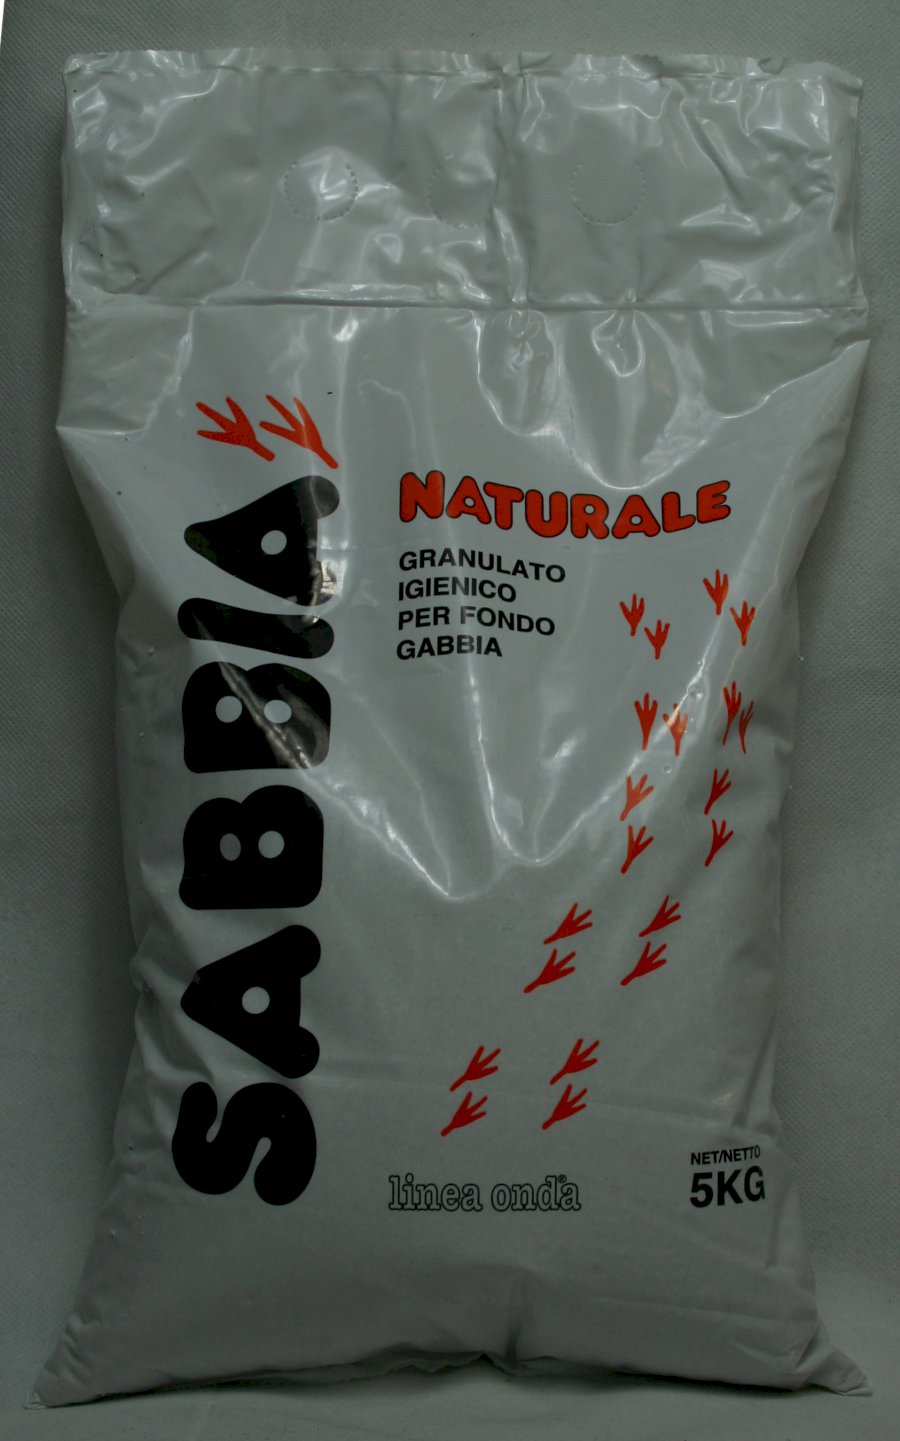 SABBIA
NATURALE
GRANULATO
IGIENICO
PER FONDO
GABBIA
linea onda
NET/NETTO
5KG